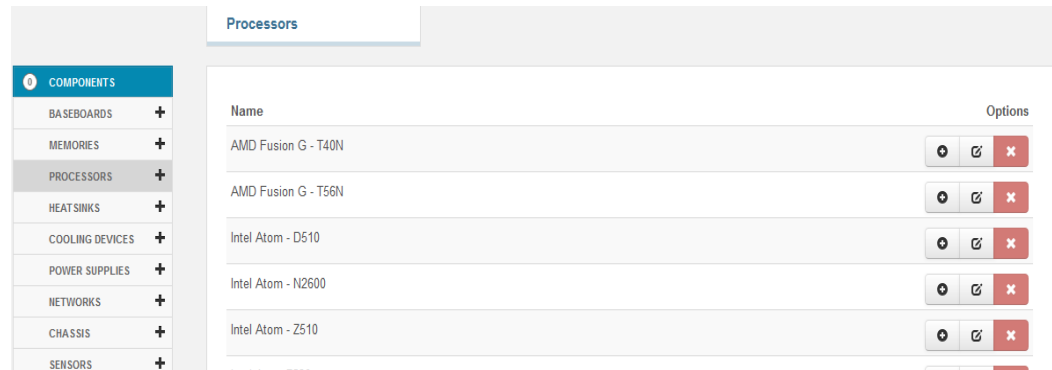 Processors
0 COMPONENTS
BASEBOARDS
MEMORIES
PROCESSORS
HEATSINKS
COOLING DEVICES
POWER SUPPLIES
NETWORKS
CHASSIS
SENSORS
Name Options
AMD Fusion G - T40N
AMD Fusion G - T56N
Intel Atom - D510
Intel Atom - N2600
Intel Atom - Z510